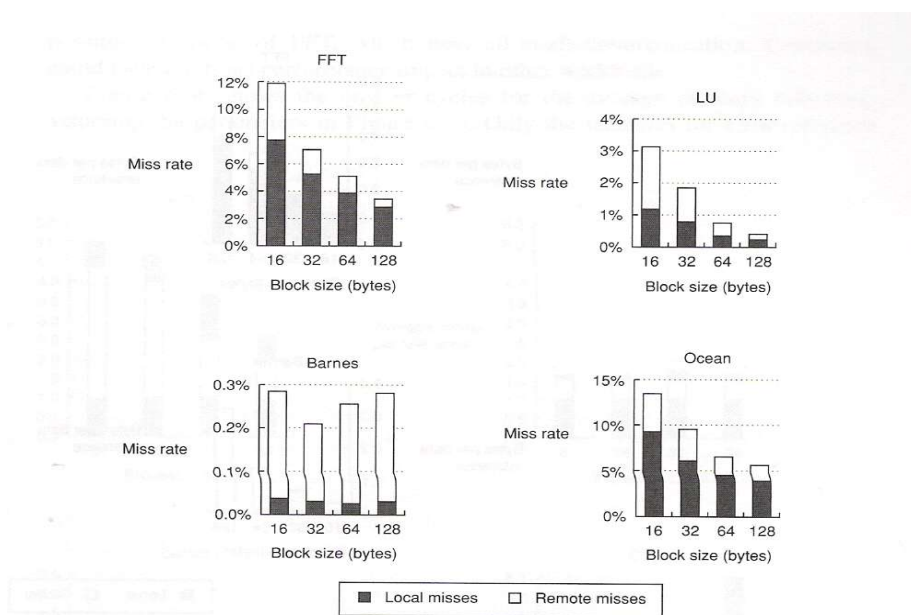 FFT
12%
10%
8%
6%
4%
2%
0%
Miss rate
16 32 64 128
Block size (bytes)
LU
4%
3%
2%
1%
0%
Miss rate
16 32 64 128
Block size (bytes)
Barnes
0.3%
0.2%
0.1%
0.0%
Miss rate
16 32 64 128
Block size (bytes)
Ocean
15%
10%
5%
0%
Miss rate
16 32 64 128
Block size (bytes)
Local misses Remote misses